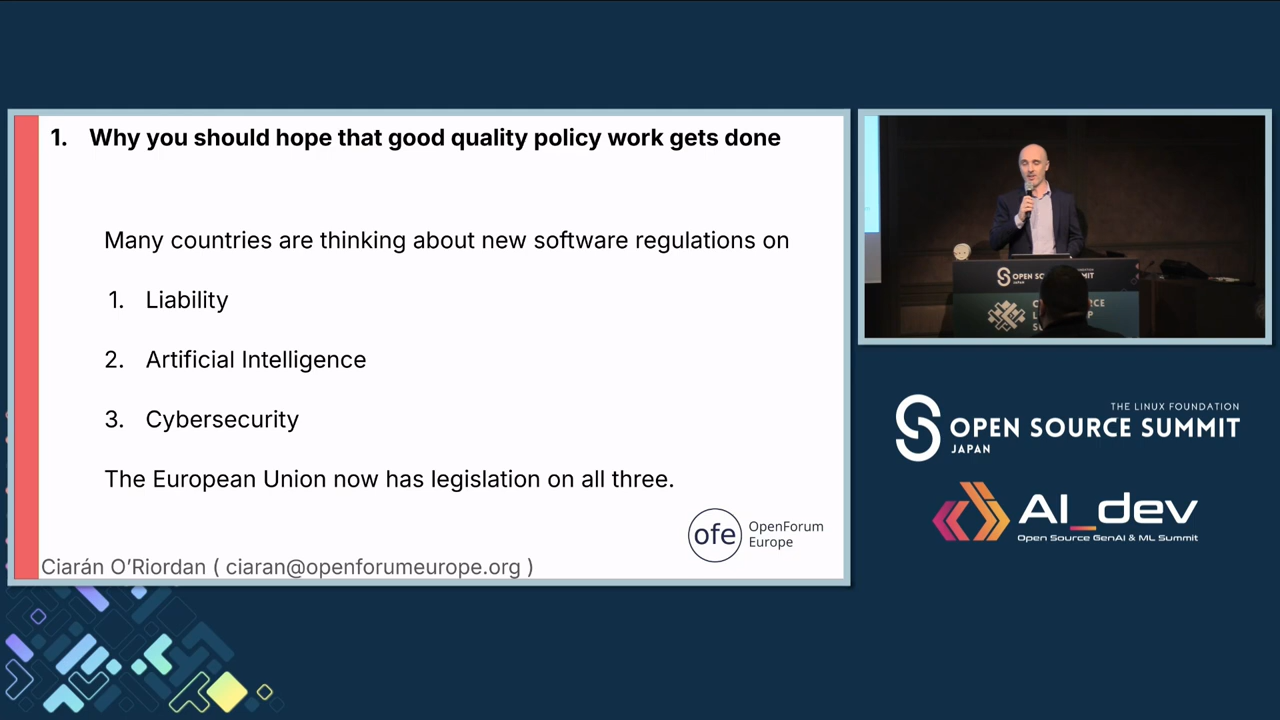 1. Why you should hope that good quality policy work gets done
Many countries are thinking about new software regulations on
1. Liability
2. Artificial Intelligence
3. Cybersecurity
The European Union now has legislation on all three.
ofe
OpenForum
Europe
Ciarán O'Riordan ( ciaran@openforumeurope.org )
OPEN SOURCE
JAPAN
THE LINUX FOUNDATION
OPEN SOURCE SUMMIT
JAPAN
AI_dev
Open Source GenAI & ML Summit